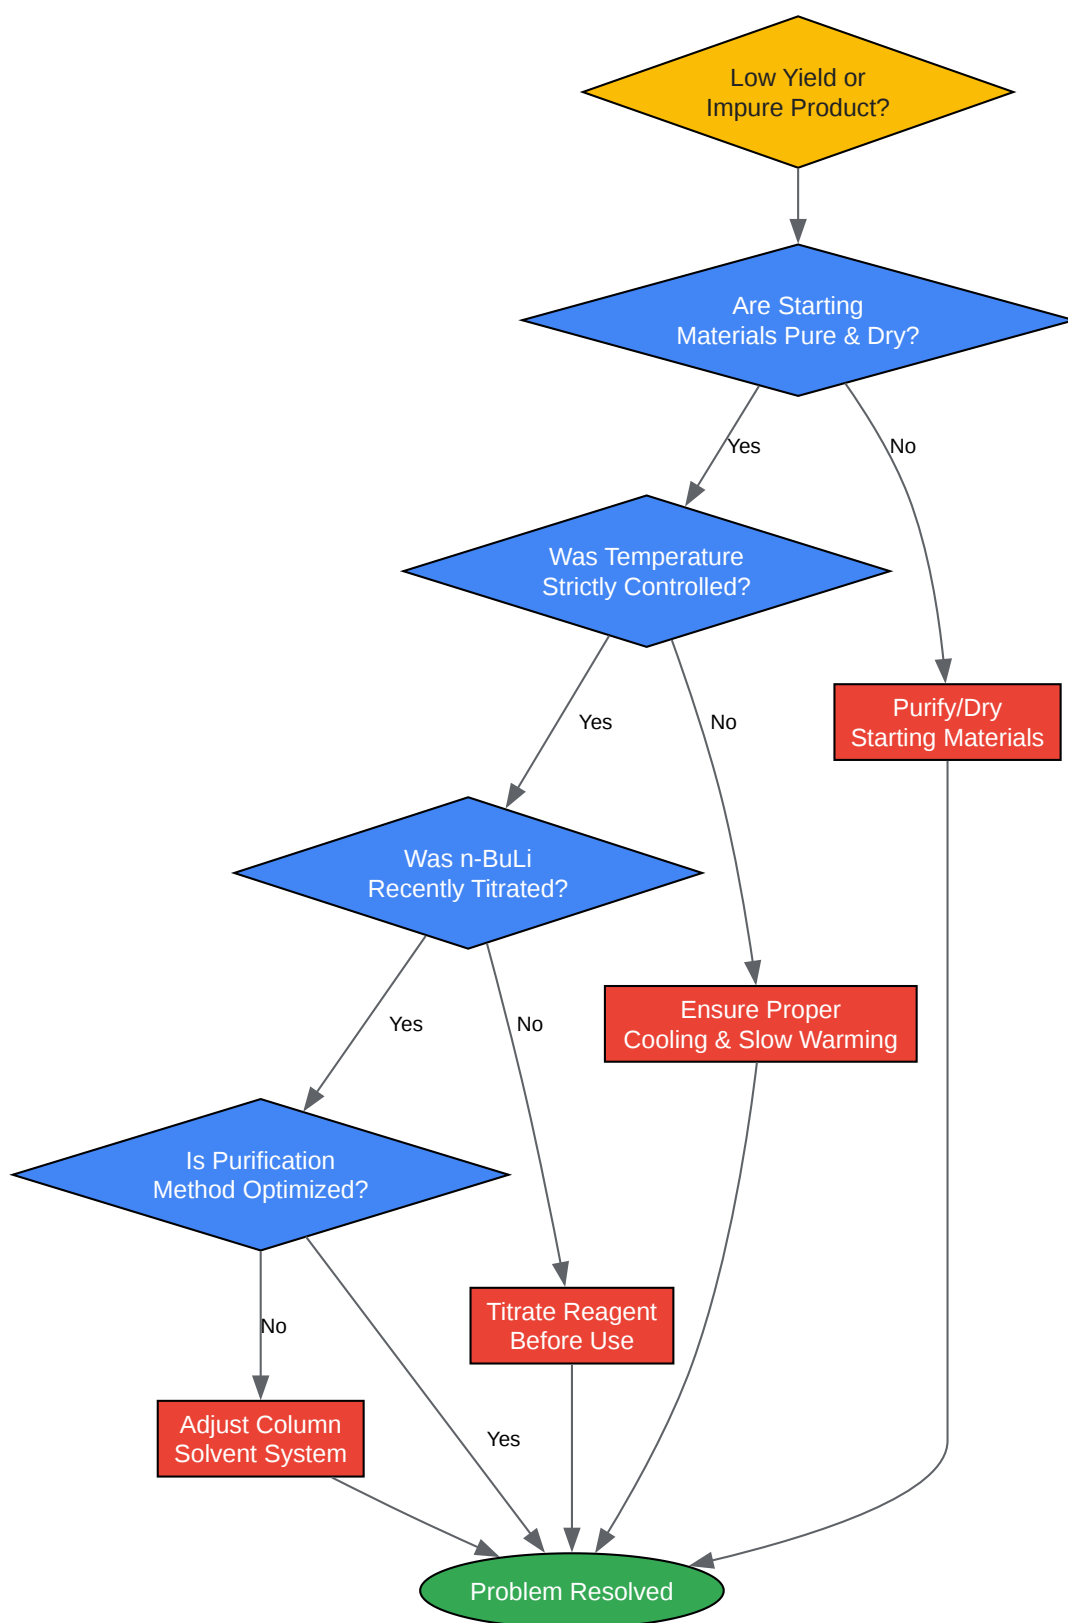 Low Yield or
Impure Product?
Are Starting
Materials Pure & Dry?
Yes
No
Was Temperature
Strictly Controlled?
Purify/Dry
Starting Materials
Yes
No
Was n-BuLi
Recently Titrated?
Ensure Proper
Cooling & Slow Warming
Yes
No
Is Purification
Method Optimized?
Titrate Reagent
Before Use
No
Adjust Column
Solvent System
Yes
Problem Resolved